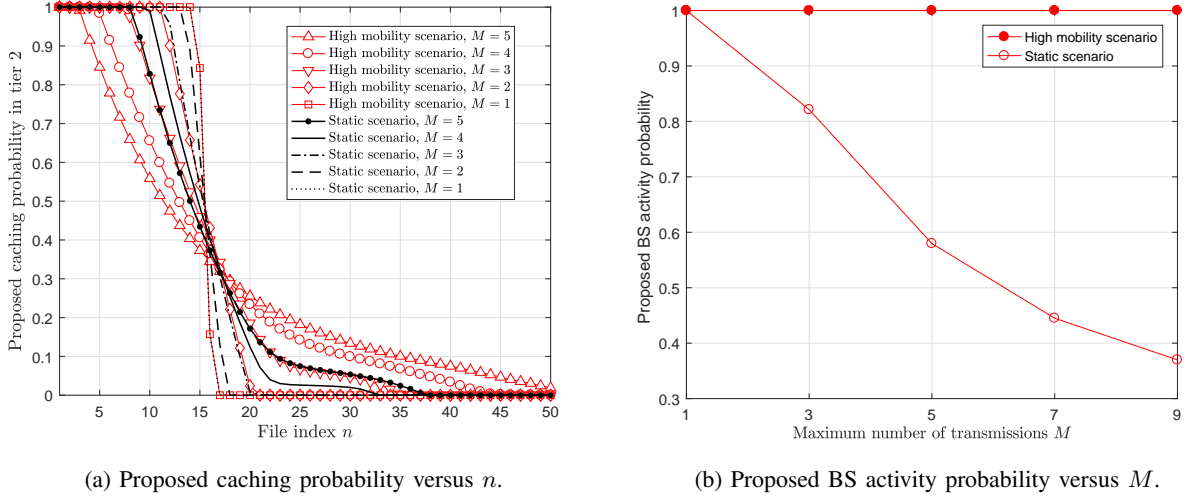 Proposed caching probability in tier 2
1
0.9
0.8
0.7
0.6
0.5
0.4
0.3
0.2
0.1
0
5 10 15 20 25 30 35 40 45 50
File index n
High mobility scenario, M = 5
High mobility scenario, M = 4
High mobility scenario, M = 3
High mobility scenario, M = 2
High mobility scenario, M = 1
Static scenario, M = 5
Static scenario, M = 4
Static scenario, M = 3
Static scenario, M = 2
Static scenario, M = 1
(a) Proposed caching probability versus n.
Proposed BS activity probability
1
0.9
0.8
0.7
0.6
0.5
0.4
0.3
1 3 5 7 9
Maximum number of transmissions M
High mobility scenario
Static scenario
(b) Proposed BS activity probability versus M.